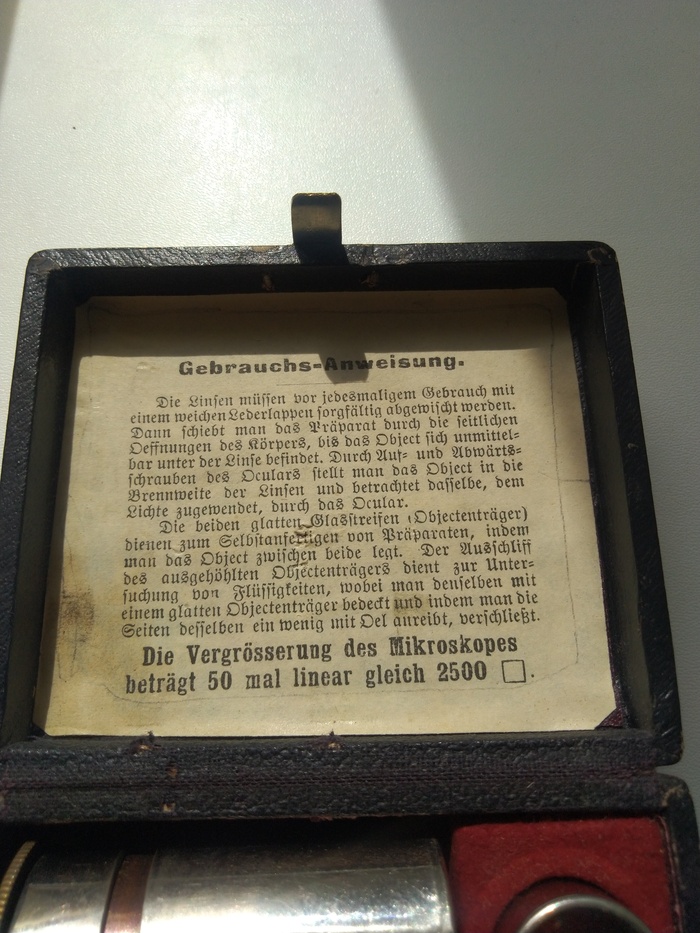 Gebrauchs-Anweisung.
Die Linsen müssen vor jedesmaligem Gebrauch mit
einem weichen Lederlappen sorgfältig abgewischt werden.
Dann schiebt man das Präparat durch die seitlichen
Oeffnungen des Körpers, bis das Object sich unmittel-
bar unter der Linse befindet. Durch Auf- und Abwärts-
schrauben des Oculars stellt man das Object in die
Brennweite der Linsen und betrachtet dasselbe, dem
Lichte zugewendet, durch das Ocular.
Die beiden glatten Glasstreifen (Objectenträger)
dienen zum Selbstanfertigen von Präparaten, indem
man das Object zwischen beide legt. Der Ausschliff
des ausgehöhlten Objectenträgers dient zur Unter-
suchung von Flüssigkeiten, wobei man denselben mit
einem glatten Objectenträger bedeckt und indem man die
Seiten desselben ein wenig mit Oel anreibt, verschließt.
Die Vergrösserung des Mikroskopes
beträgt 50 mal linear gleich 2500 □.